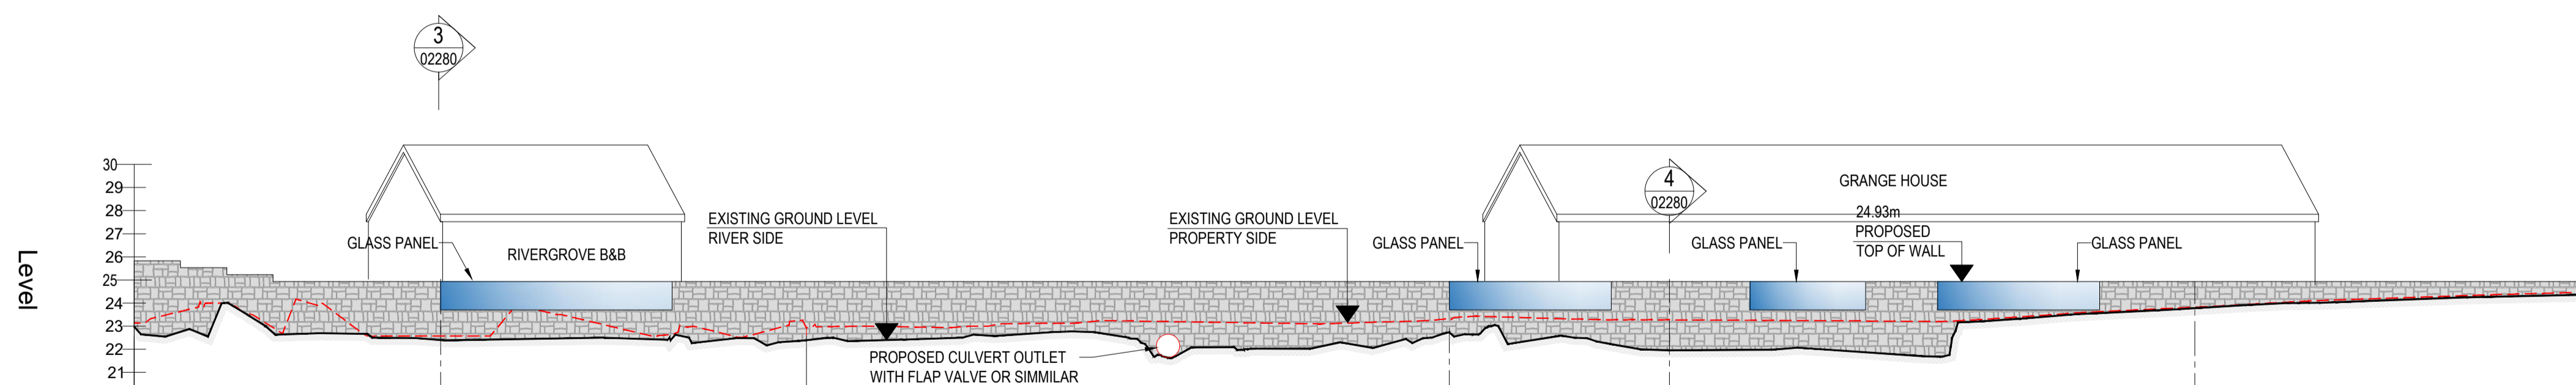 3
02280
30
29
28
27
26
25
24
23
22
21
Level
GLASS PANEL
RIVERGROVE B&B
EXISTING GROUND LEVEL
RIVER SIDE
PROPOSED CULVERT OUTLET
WITH FLAP VALVE OR SIMMILAR
EXISTING GROUND LEVEL
PROPERTY SIDE
GLASS PANEL
4
02280
GLASS PANEL
GRANGE HOUSE
24.93m
PROPOSED
TOP OF WALL
GLASS PANEL